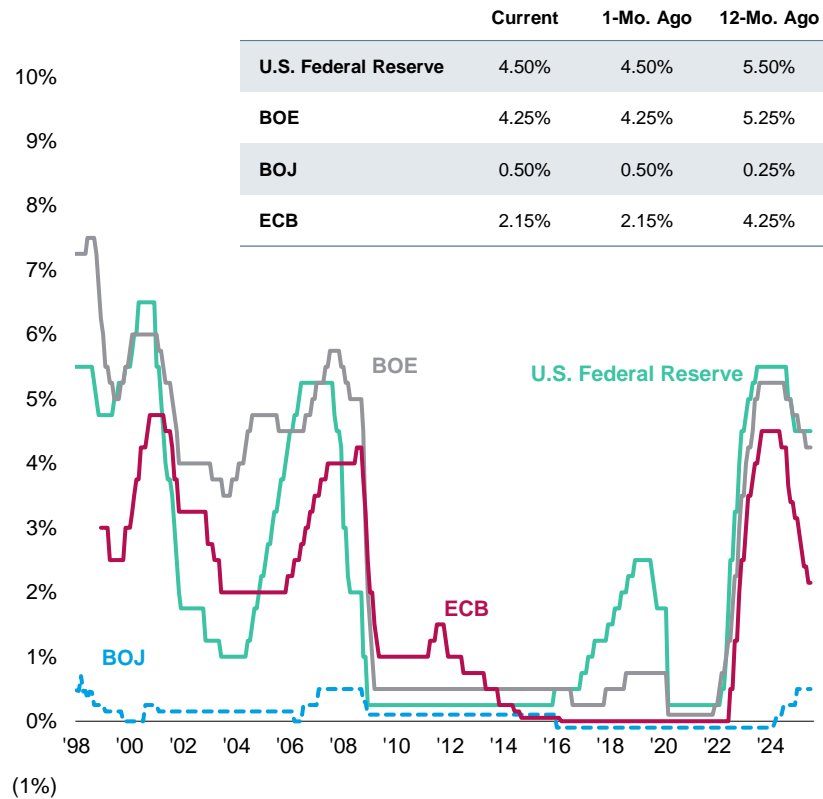 Current 1-Mo. Ago 12-Mo. Ago
U.S. Federal Reserve 4.50% 4.50% 5.50%
BOE 4.25% 4.25% 5.25%
BOJ 0.50% 0.50% 0.25%
ECB 2.15% 2.15% 4.25%
10%
9%
8%
7%
6%
5%
4%
3%
2%
1%
0%
(1%)
BOE
U.S. Federal Reserve
ECB
BOJ
'98 '00 '02 '04 '06 '08 '10 '12 '14 '16 '18 '20 '22 '24